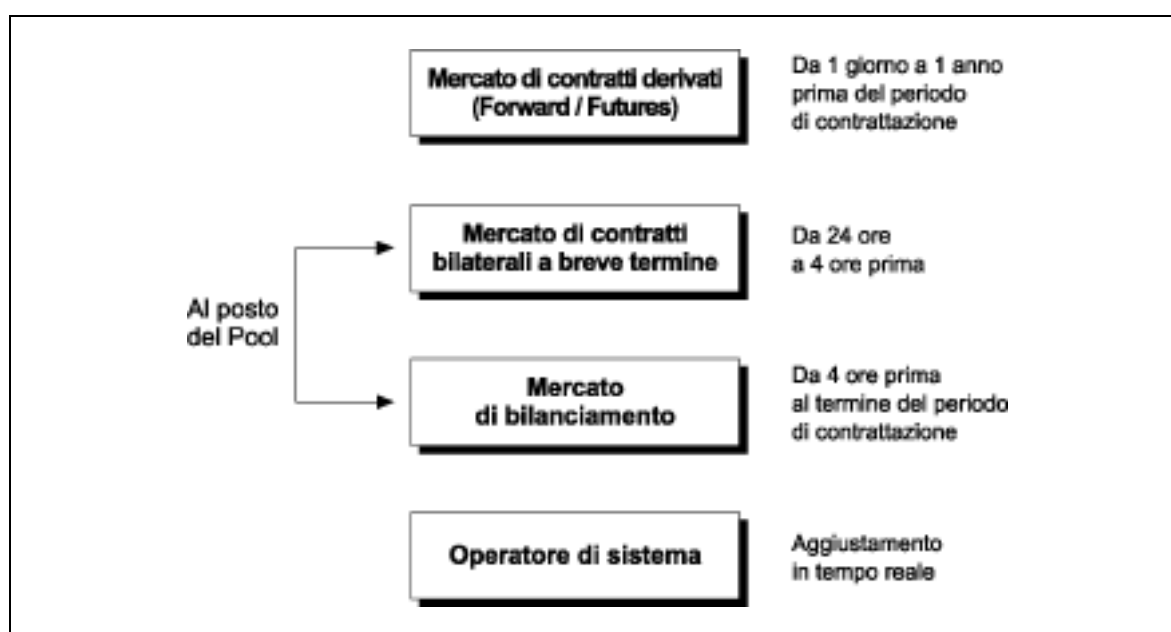 Mercato di contratti derivati
(Forward / Futures)
Da 1 giorno a 1 anno
prima del periodo
di contrattazione
Mercato di contratti
bilaterali a breve termine
Da 24 ore
a 4 ore prima
Al posto
del Pool
Mercato
di bilanciamento
Da 4 ore prima
al termine del periodo
di contrattazione
Operatore di sistema
Aggiustamento
in tempo reale